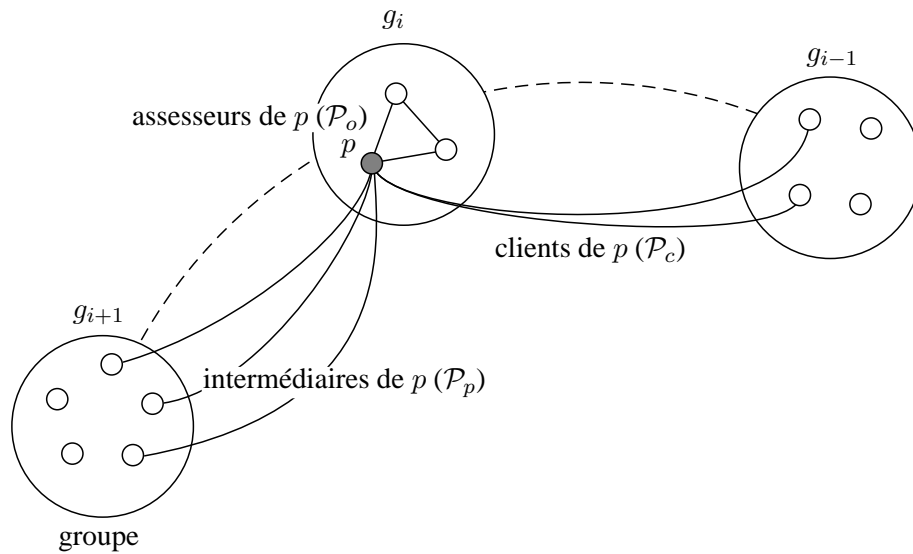 g_i
g_{i−1}
assesseurs de p (𝒫_o)
p
clients de p (𝒫_c)
g_{i+1}
intermédiaires de p (𝒫_p)
groupe